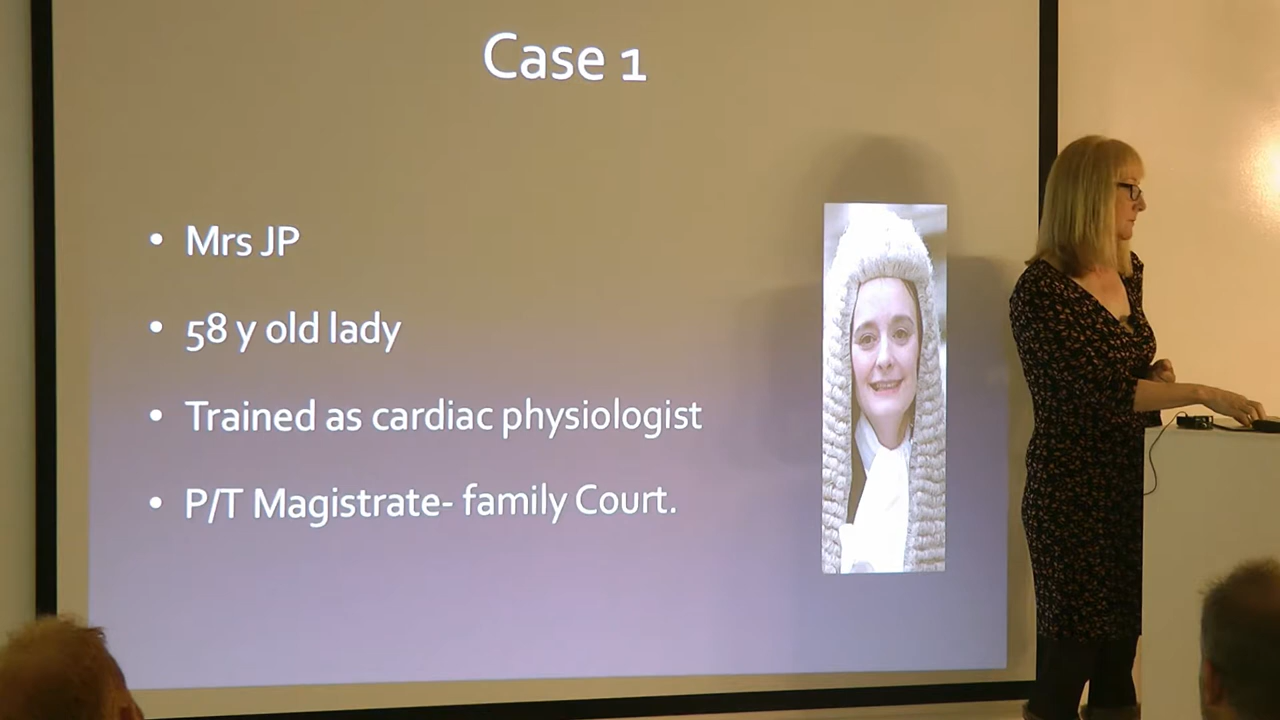 Case 1
• Mrs JP
• 58 y old lady
• Trained as cardiac physiologist
• P/T Magistrate- family Court.